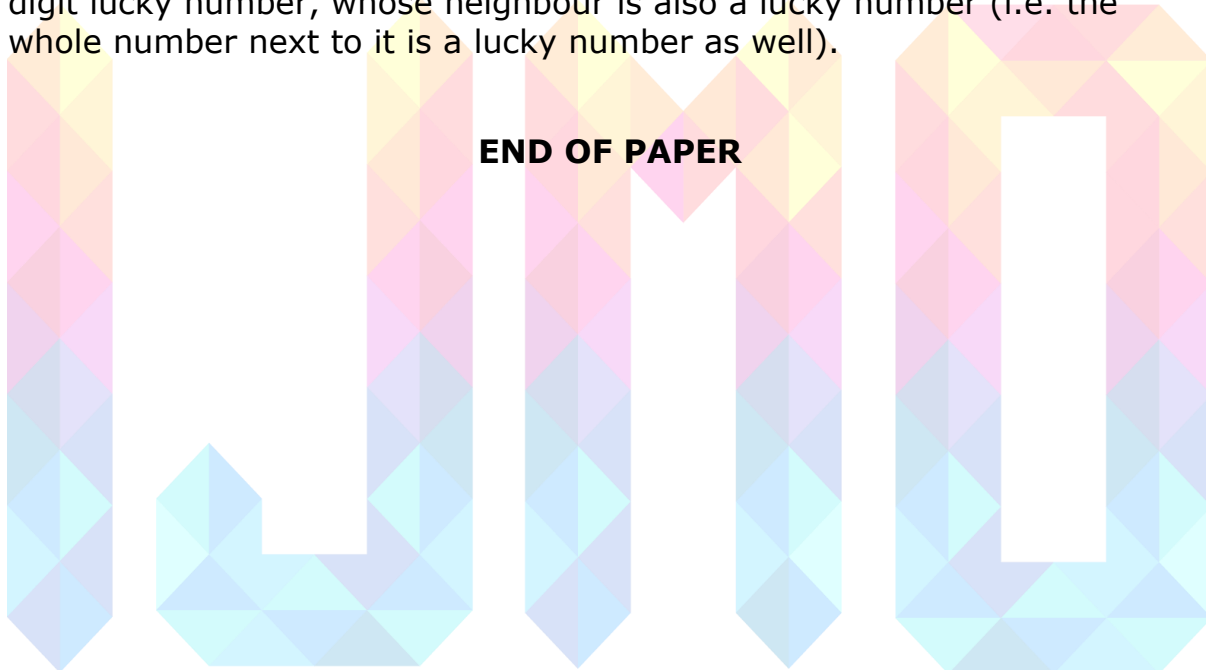 digit lucky number, whose neighbour is also a lucky number (i.e. the
whole number next to it is a lucky number as well).
END OF PAPER
IJMO